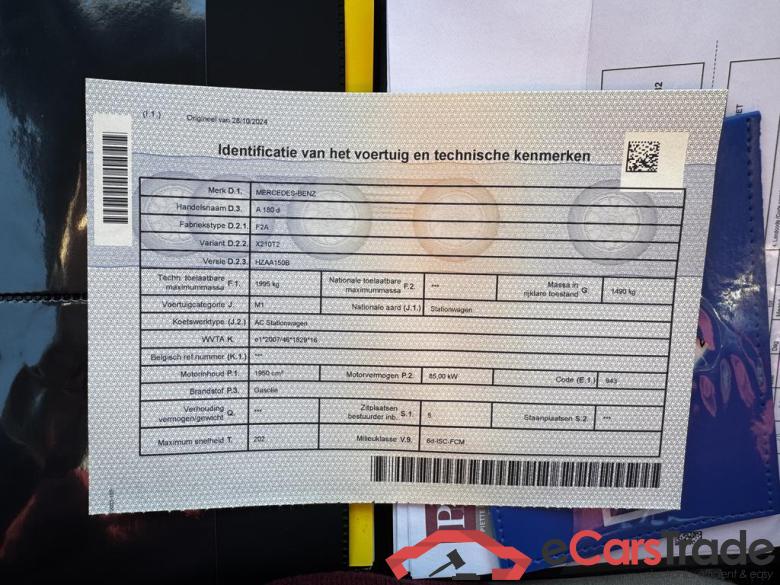 (I 1.)
Origineel van 28/10/2024
Identificatie van het voertuig en technische kenmerken
Merk D.1. MERCEDES-BENZ
Handelsnaam D.3. A 180 d
Fabriekstype D.2.1. F2A
Variant D.2.2. X210T2
Versie D.2.3. HZAA150B
Techn. toelaatbare maximummassa F.1. 1995 kg Nationale toelaatbare maximummassa F.2. *** Massa in rijklare toestand G. 1490 kg
Voertuigcategorie J. M1 Nationale aard (J.1.) Stationwagen
Koetswerktype (J.2.) AC Stationwagen
WVTA K. e1*2007/46*1829*16
Belgisch ref.nummer (K.1.) ***
Motorinhoud P.1. 1950 cm³ Motorvermogen P.2. 85,00 kW Code (E.1.) 943
Brandstof P.3. Gasolie
Verhouding vermogen/gewicht Q. *** Zitplaatsen bestuurder inb. S.1. 5 Staanplaatsen S.2. ***
Maximum snelheid T. 202 Milieuklasse V.9. 6d-ISC-FCM
eCarsTrade
efficient & easy